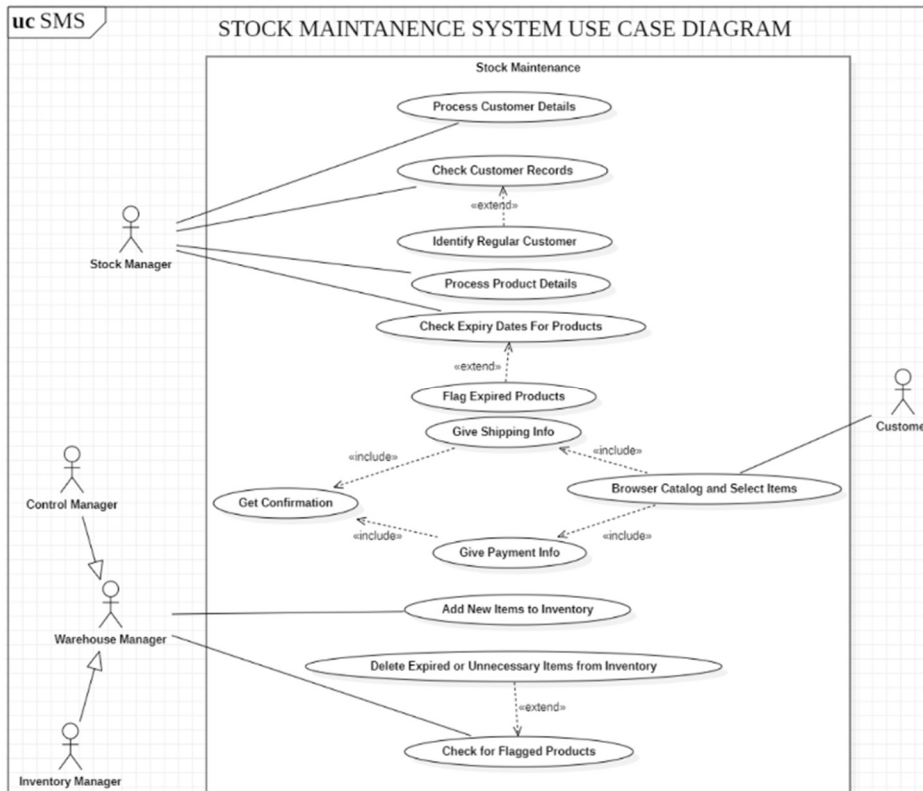 uc SMS
STOCK MAINTANENCE SYSTEM USE CASE DIAGRAM
Stock Maintenance
Process Customer Details
Check Customer Records
«extend»
Stock Manager
Identify Regular Customer
Process Product Details
Check Expiry Dates For Products
«extend»
Flag Expired Products
Give Shipping Info
Custome
«include»
«include»
Control Manager
Get Confirmation
Browser Catalog and Select Items
«include»
«include»
Give Payment Info
Warehouse Manager
Add New Items to Inventory
Delete Expired or Unnecessary Items from Inventory
«extend»
Check for Flagged Products
Inventory Manager